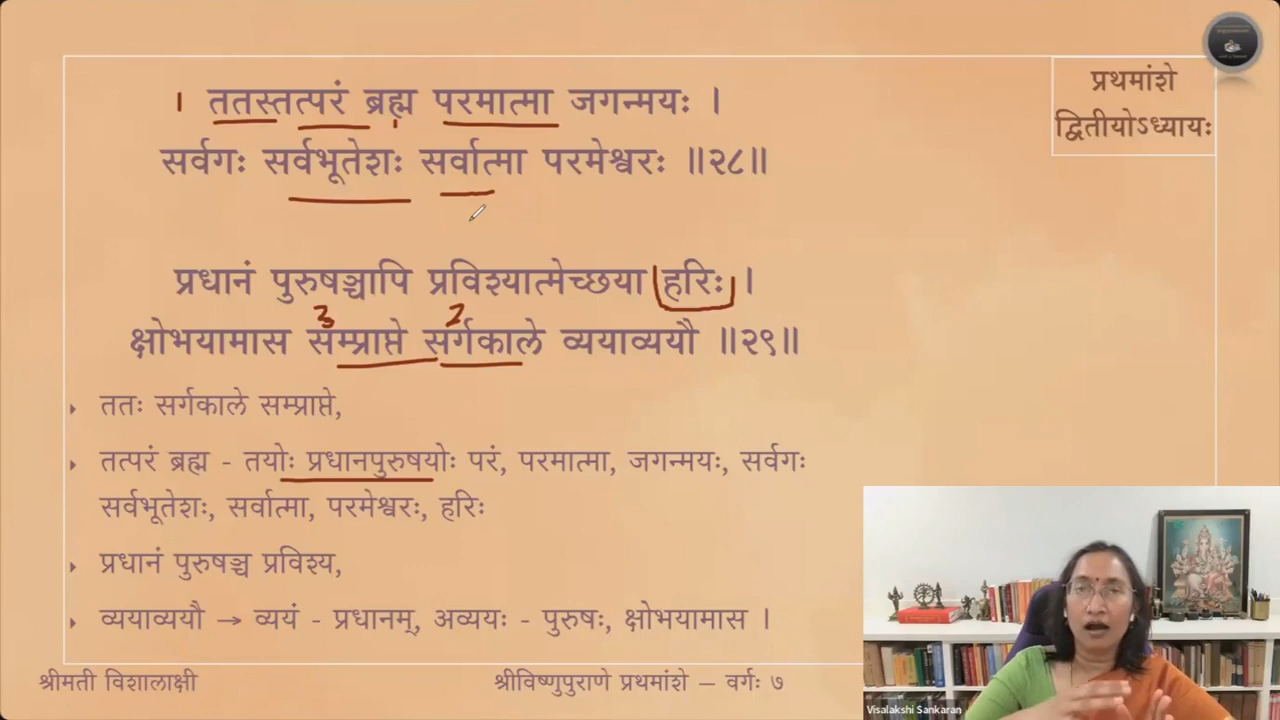 प्रथमांशे
द्वितीयोऽध्यायः
१ ततस्तत्परं ब्रह्म परमात्मा जगन्मयः ।
सर्वगः सर्वभूतेशः सर्वात्मा परमेश्वरः ॥२८॥
प्रधानं पुरुषञ्चापि प्रविश्यात्मेच्छया हरिः ।
3 2
क्षोभयामास सम्प्राप्ते सर्गकाले व्ययाव्ययौ ॥२९॥
ततः सर्गकाले सम्प्राप्ते,
तत्परं ब्रह्म - तयोः प्रधानपुरुषयोः परं, परमात्मा, जगन्मयः, सर्वगः
सर्वभूतेशः, सर्वात्मा, परमेश्वरः, हरिः
प्रधानं पुरुषञ्च प्रविश्य,
व्ययाव्ययौ → व्ययं - प्रधानम्, अव्ययः - पुरुषः, क्षोभयामास ।
श्रीमती विशालाक्षी
श्रीविष्णुपुराणे प्रथमांशे – वर्गः ७
Visalakshi Sankaran